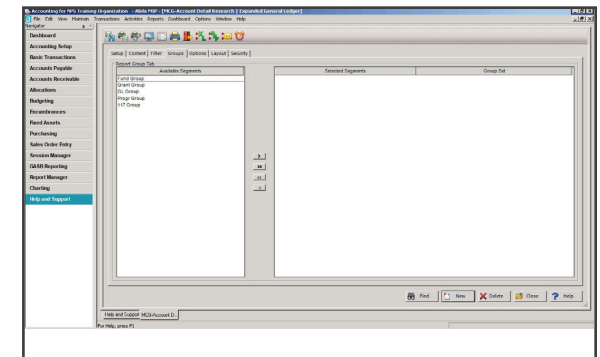 Accounting for NPS Training Organization - Abila MIP - [MCG-Account Detail Research | Expanded General Ledger]
File Edit View Maintain Transactions Activities Reports Dashboard Options Window Help
Navigator
Dashboard
Accounting Setup
Basic Transactions
Accounts Payable
Accounts Receivable
Allocations
Budgeting
Encumbrances
Fixed Assets
Purchasing
Sales Order Entry
Session Manager
GASB Reporting
Report Manager
Charting
Help and Support
Setup Content Filter Groups Options Layout Security
Report Group Tab
Available Segments Selected Segments Group Set
Fund Group
Grant Group
GL Group
Progr Group
>
>>
<<
<
Find New Delete Close Help
Help and Support MCG-Account D...
For Help, press F1